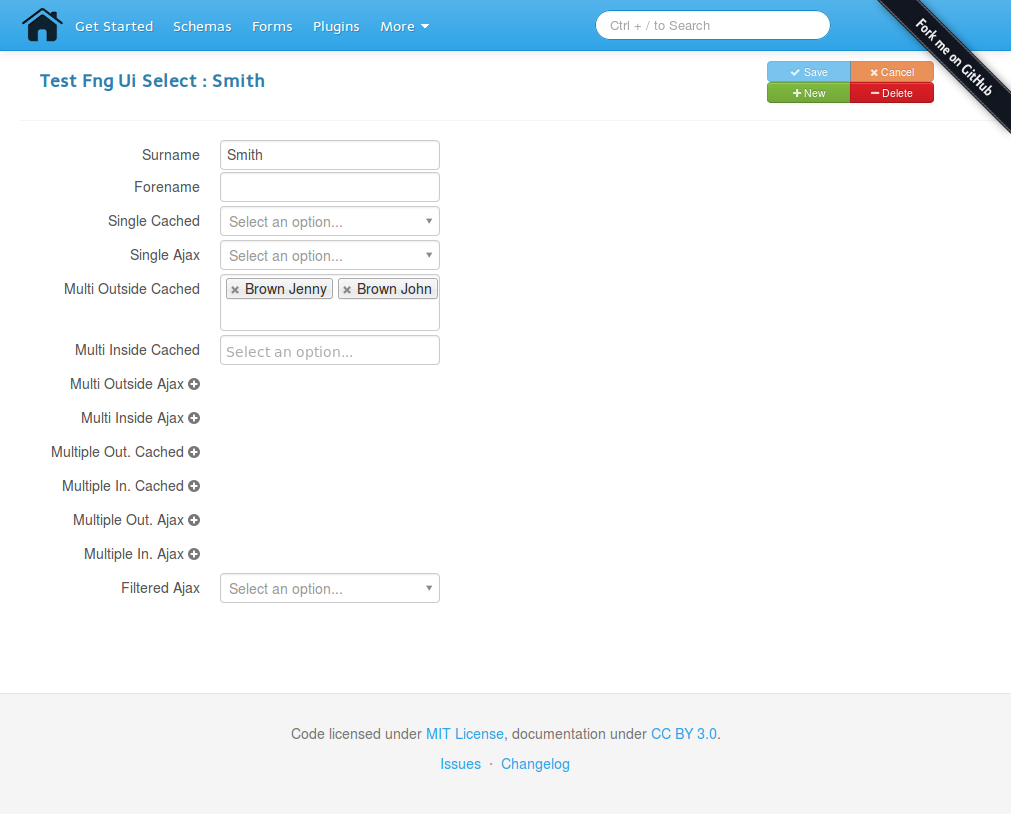 Get Started Schemas Forms Plugins More Ctrl + / to Search
Fork me on GitHub
Test Fng Ui Select : Smith
Save Cancel
New Delete
Surname Smith
Forename
Single Cached Select an option...
Single Ajax Select an option...
Multi Outside Cached Brown Jenny Brown John
Multi Inside Cached Select an option...
Multi Outside Ajax
Multi Inside Ajax
Multiple Out. Cached
Multiple In. Cached
Multiple Out. Ajax
Multiple In. Ajax
Filtered Ajax Select an option...
Code licensed under MIT License, documentation under CC BY 3.0.
Issues · Changelog